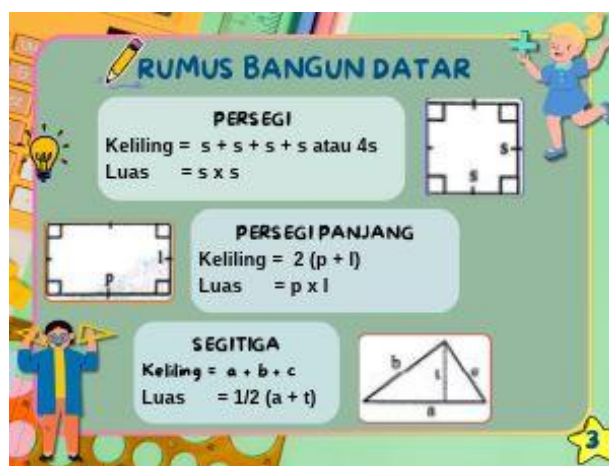 RUMUS BANGUN DATAR
PERSEGI
Keliling = s + s + s + s atau 4s
Luas = s x s
s
s
PERSEGI PANJANG
Keliling = 2 (p + l)
Luas = p x l
l
p
SEGITIGA
Keliling = a + b + c
Luas = 1/2 (a + t)
b
t
c
a
3